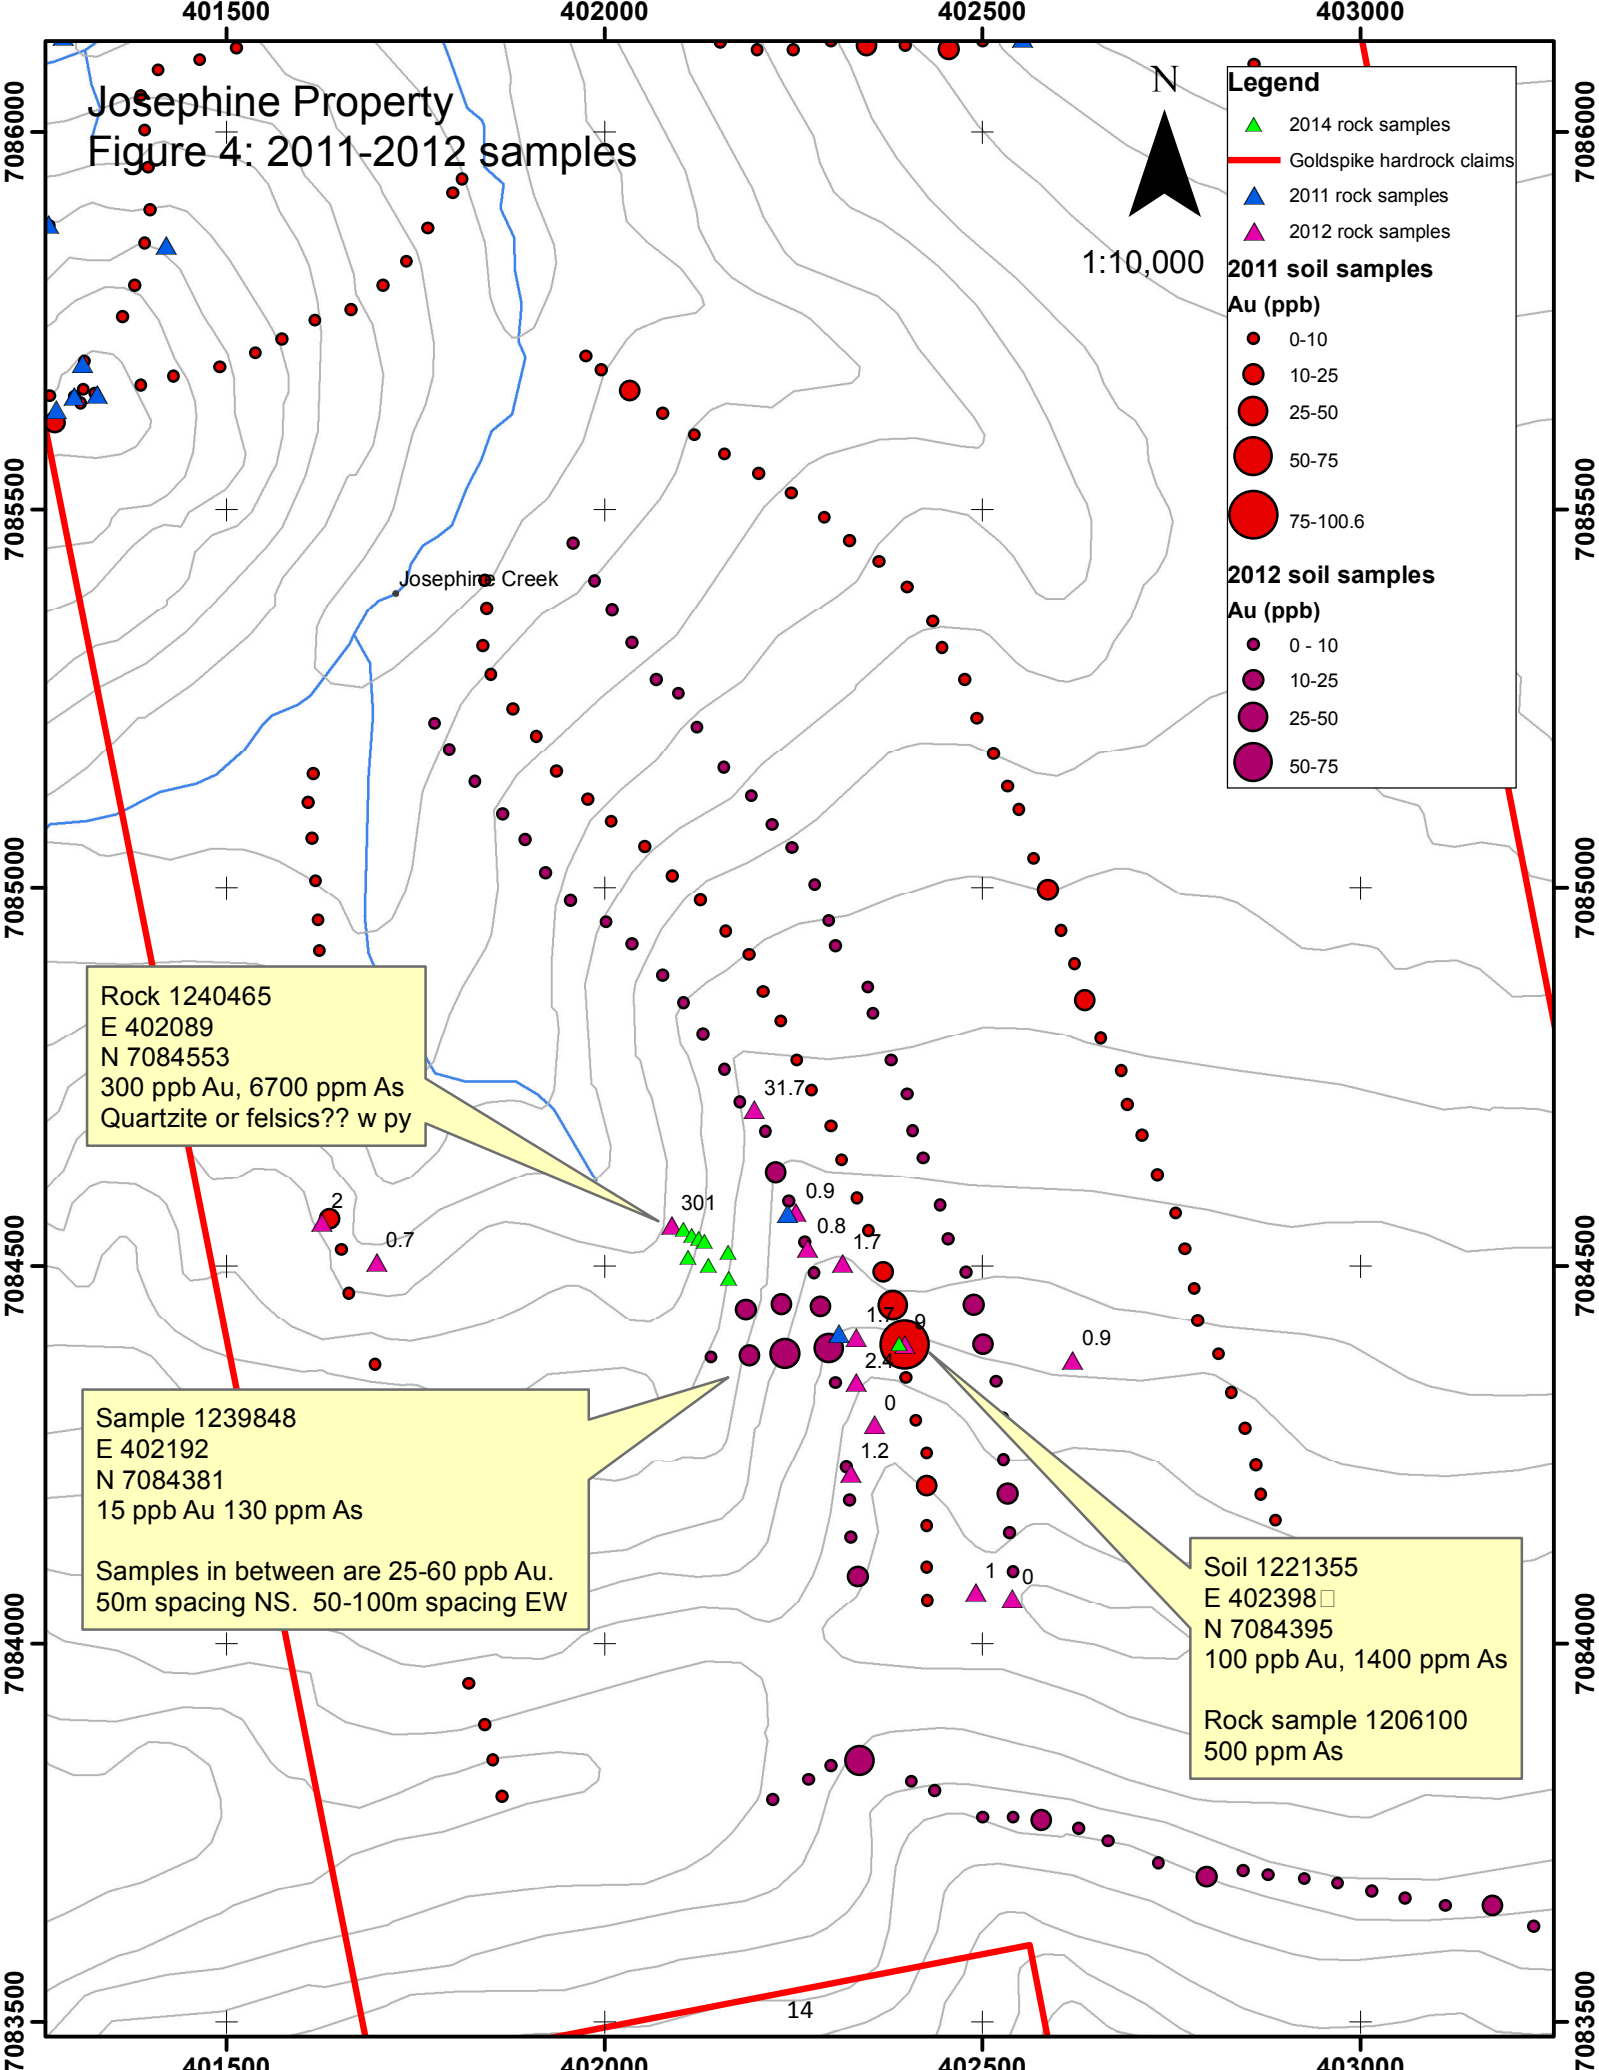 401500 402000 402500 403000
Josephine Property
Figure 4: 2011-2012 samples
N
1:10,000
Legend
2014 rock samples
Goldspike hardrock claims
2011 rock samples
2012 rock samples
2011 soil samples
Au (ppb)
0-10
10-25
25-50
50-75
75-100.6
2012 soil samples
Au (ppb)
0 - 10
10-25
25-50
50-75
7086000 7086000
7085500 7085500
Josephine Creek
7085000 7085000
Rock 1240465
E 402089
N 7084553
300 ppb Au, 6700 ppm As
Quartzite or felsics?? w py
31.7
0.9
301
2
0.8
0.7
1.7
7084500 7084500
1.7
9
0.9
2.4
0
1.2
Sample 1239848
E 402192
N 7084381
15 ppb Au 130 ppm As
Samples in between are 25-60 ppb Au.
50m spacing NS. 50-100m spacing EW
1
0
Soil 1221355
E 402398□
N 7084395
100 ppb Au, 1400 ppm As
Rock sample 1206100
500 ppm As
7084000 7084000
14
7083500 7083500
401500 402000 402500 403000